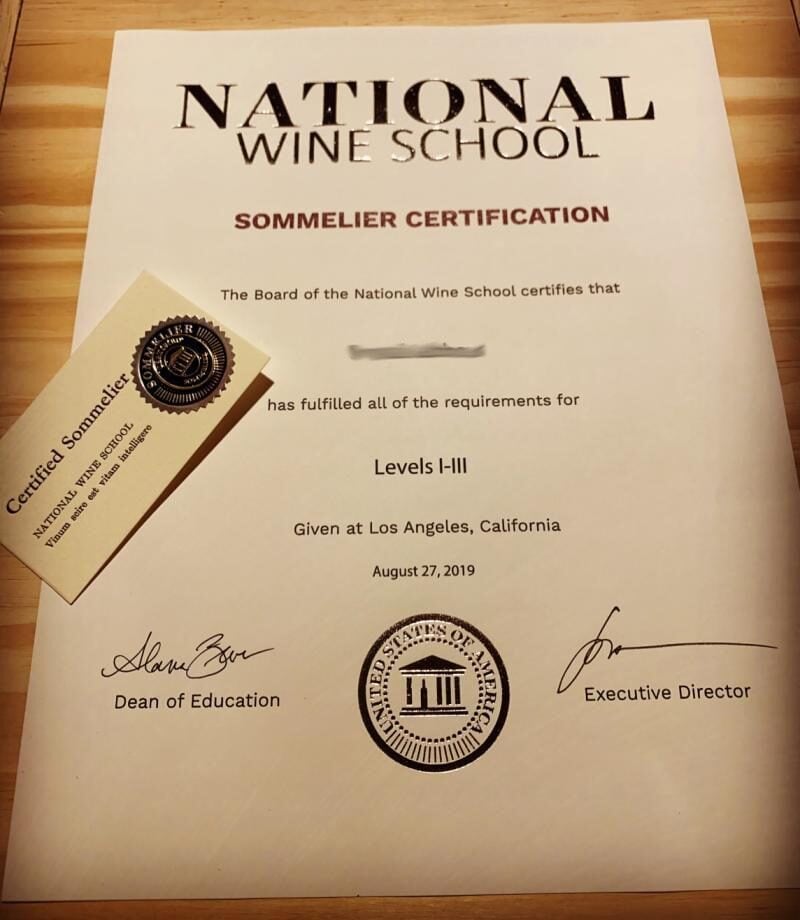 NATIONAL
WINE SCHOOL
SOMMELIER CERTIFICATION
The Board of the National Wine School certifies that
has fulfilled all of the requirements for
Levels I-III
Given at Los Angeles, California
August 27, 2019
Dean of Education
UNITED STATES OF AMERICA
Executive Director
SOMMELIER
Certified Sommelier
NATIONAL WINE SCHOOL
Vinum scire est vitam intelligere